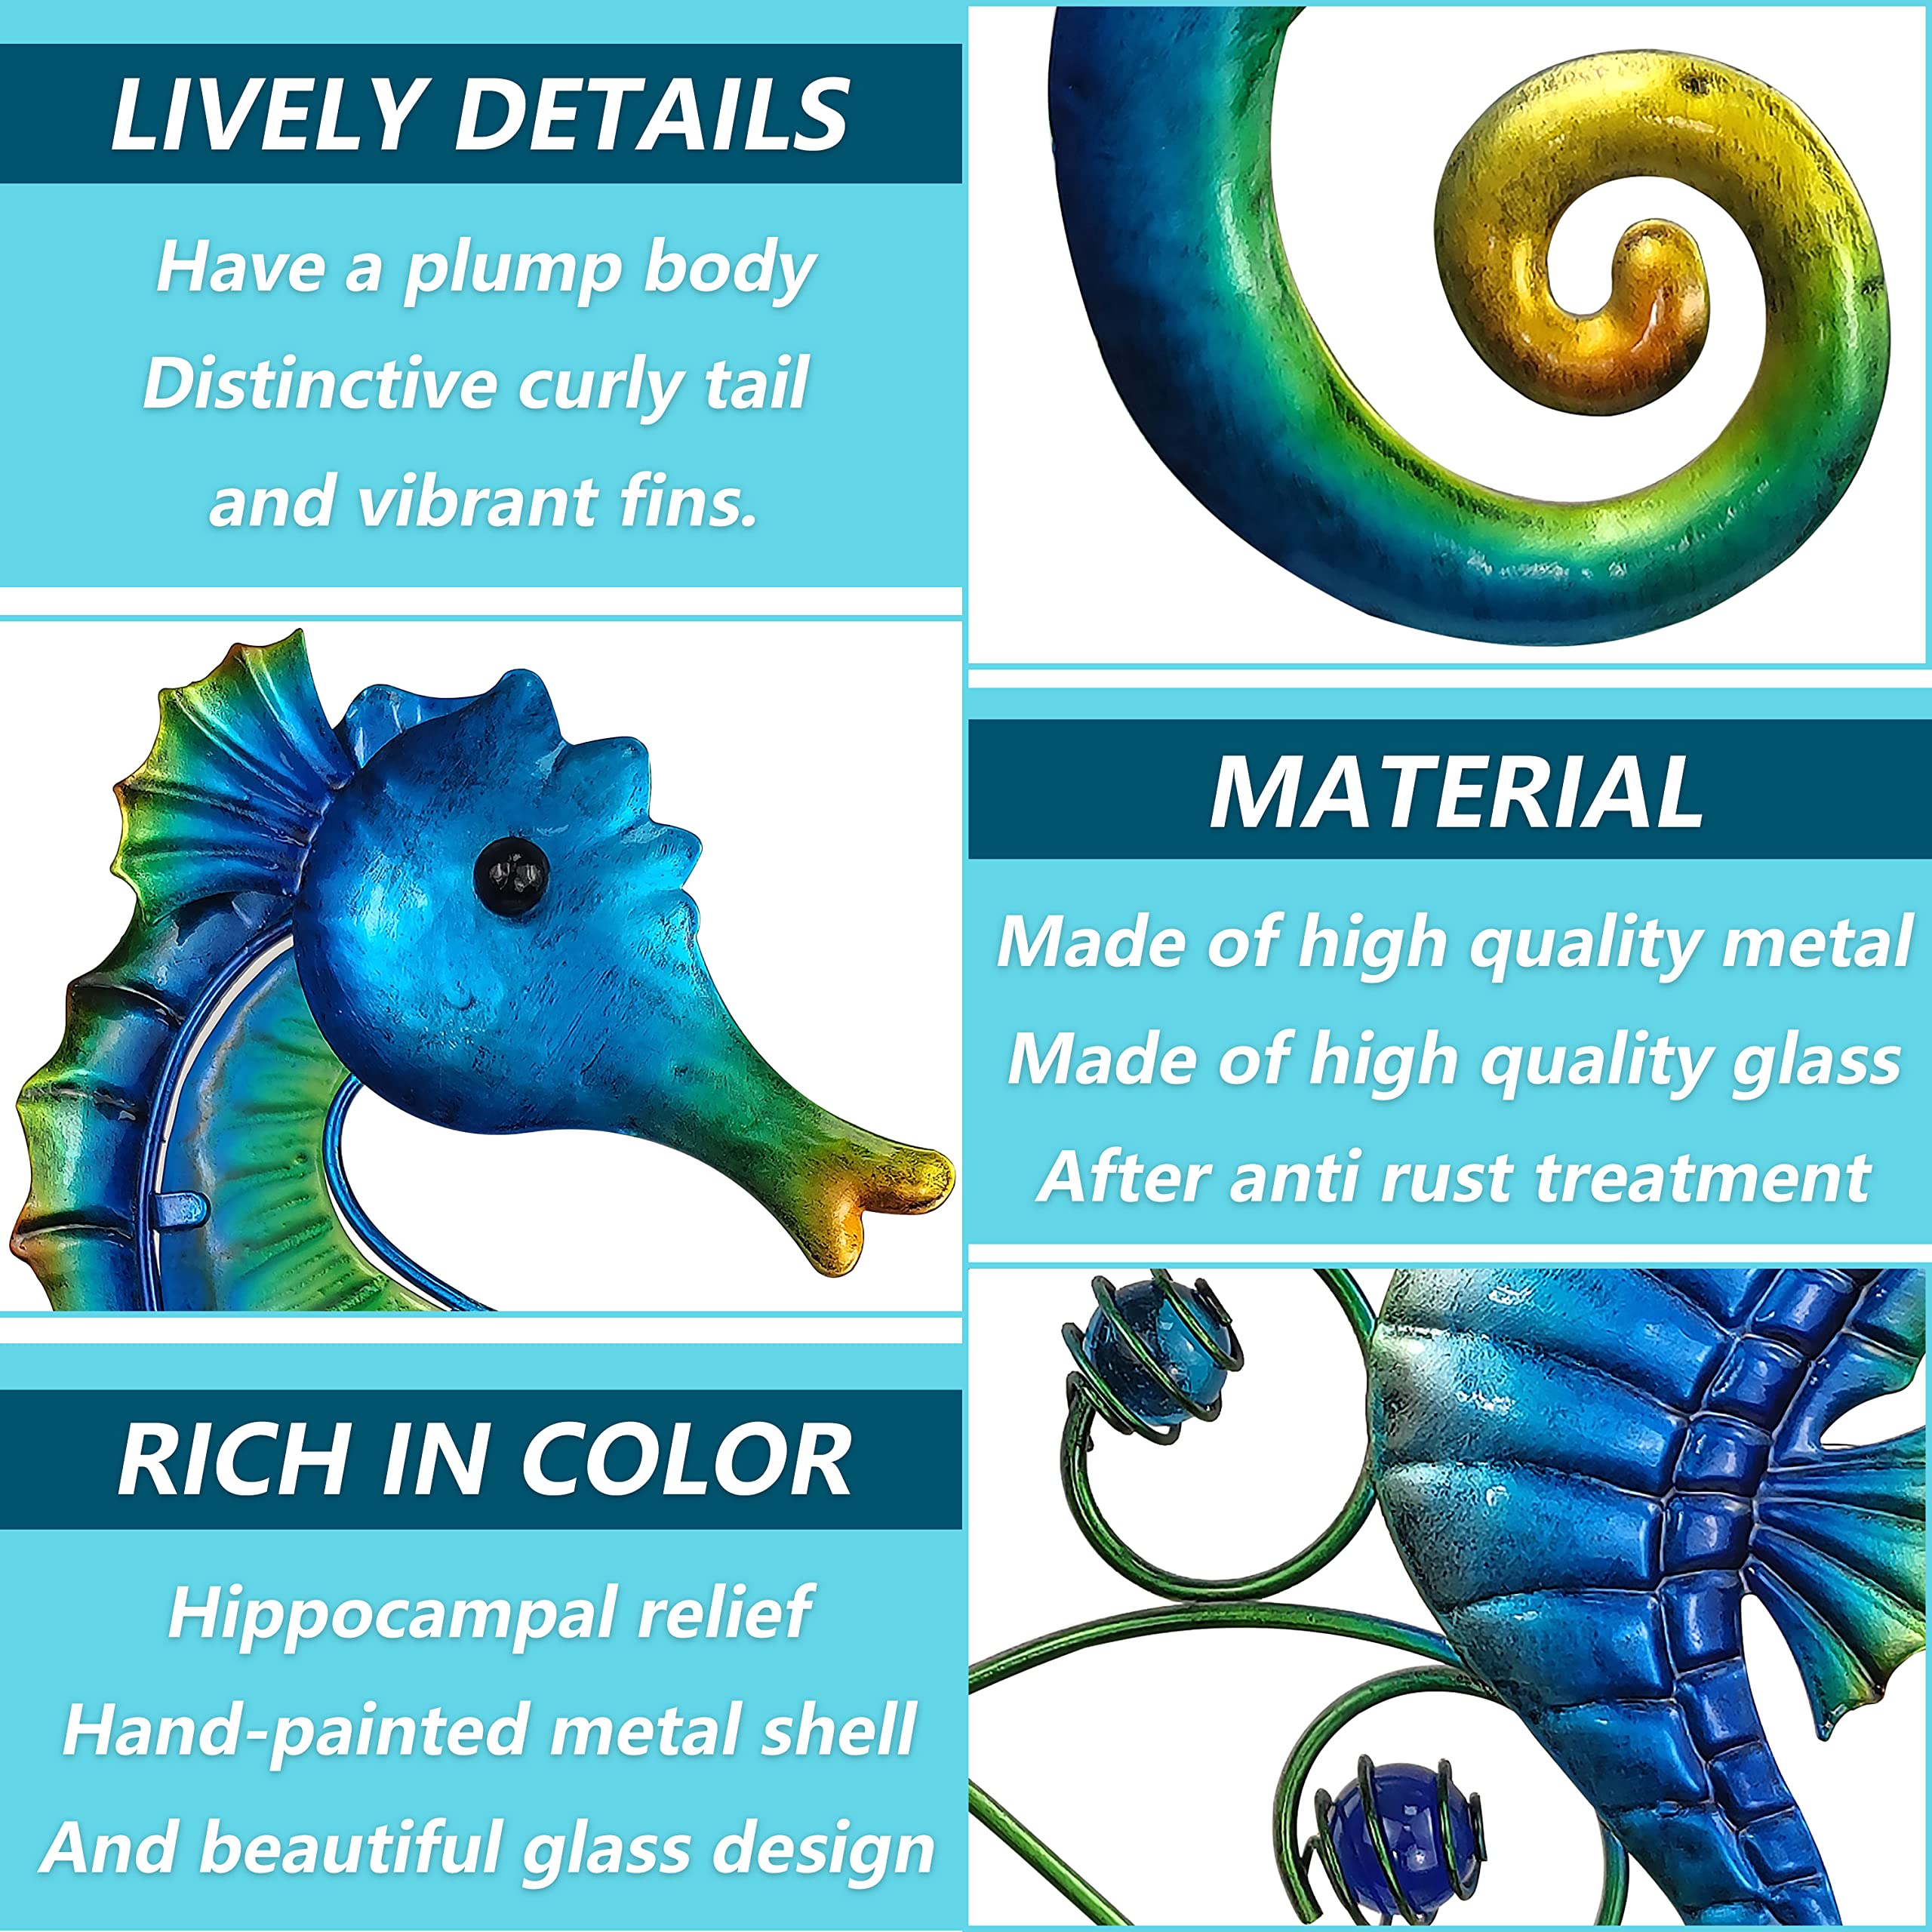 LIVELY DETAILS
Have a plump body
Distinctive curly tail
and vibrant fins.
MATERIAL
Made of high quality metal
Made of high quality glass
After anti rust treatment
RICH IN COLOR
Hippocampal relief
Hand-painted metal shell
And beautiful glass design